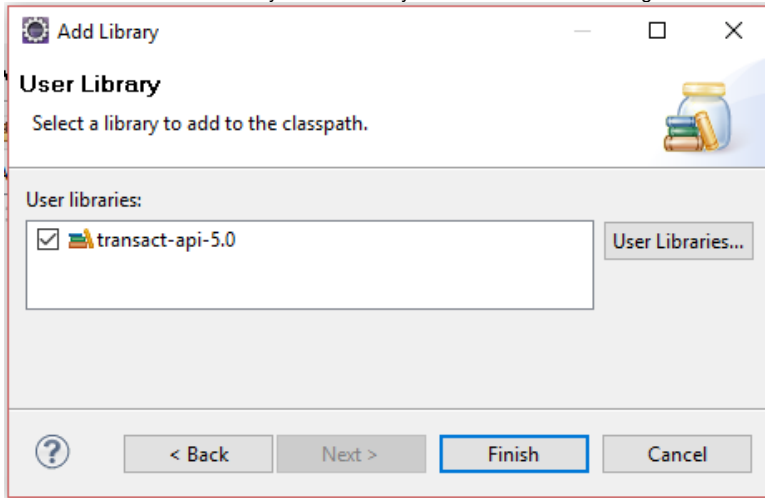 Add Library
User Library
Select a library to add to the classpath.
User libraries:
transact-api-5.0
User Libraries...
?
< Back
Next >
Finish
Cancel